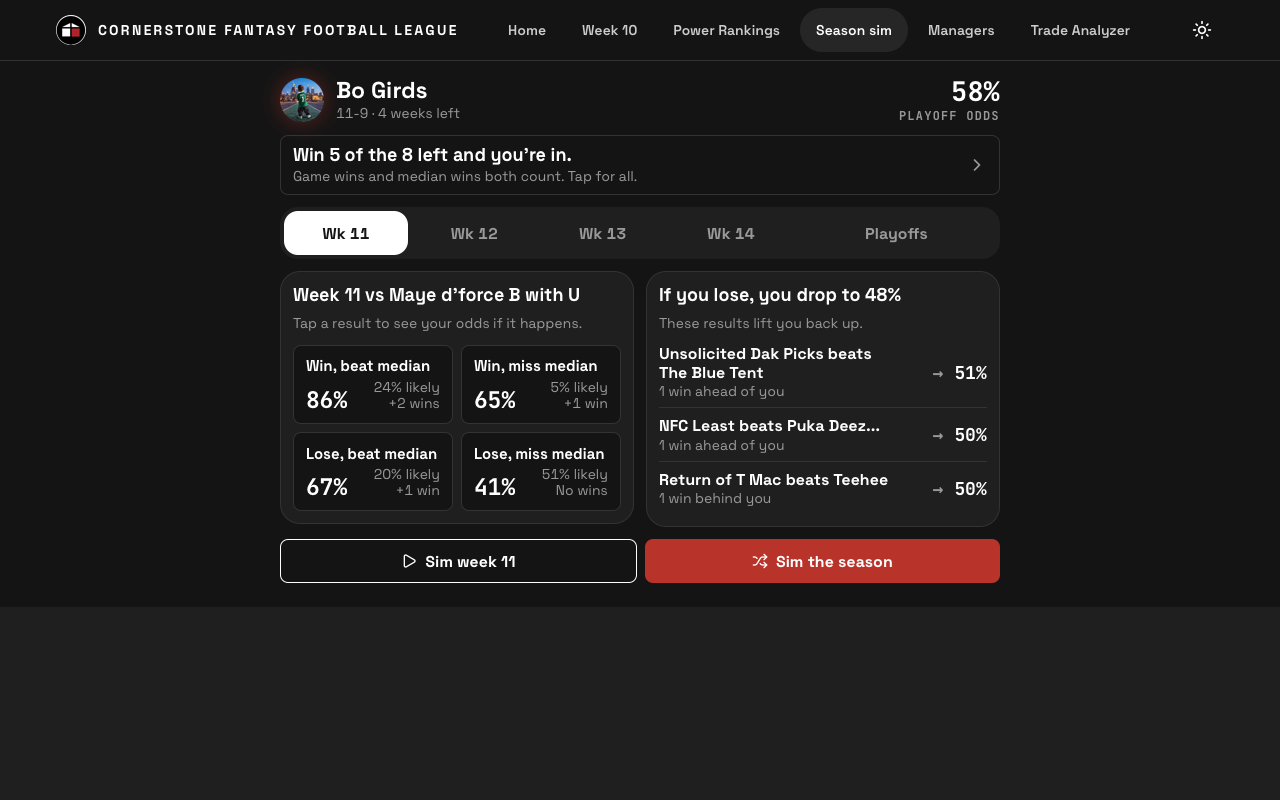 CORNERSTONE FANTASY FOOTBALL LEAGUE
Home
Week 10
Power Rankings
Season sim
Managers
Trade Analyzer
Bo Girds
11-9 · 4 weeks left
58%
PLAYOFF ODDS
Win 5 of the 8 left and you're in.
Game wins and median wins both count. Tap for all.
Wk 11
Wk 12
Wk 13
Wk 14
Playoffs
Week 11 vs Maye d'force B with U
Tap a result to see your odds if it happens.
Win, beat median
86%
24% likely
+2 wins
Win, miss median
65%
5% likely
+1 win
Lose, beat median
67%
20% likely
+1 win
Lose, miss median
41%
51% likely
No wins
If you lose, you drop to 48%
These results lift you back up.
Unsolicited Dak Picks beats
The Blue Tent
1 win ahead of you
→ 51%
NFC Least beats Puka Deez...
1 win ahead of you
→ 50%
Return of T Mac beats Teehee
1 win behind you
→ 50%
Sim week 11
Sim the season